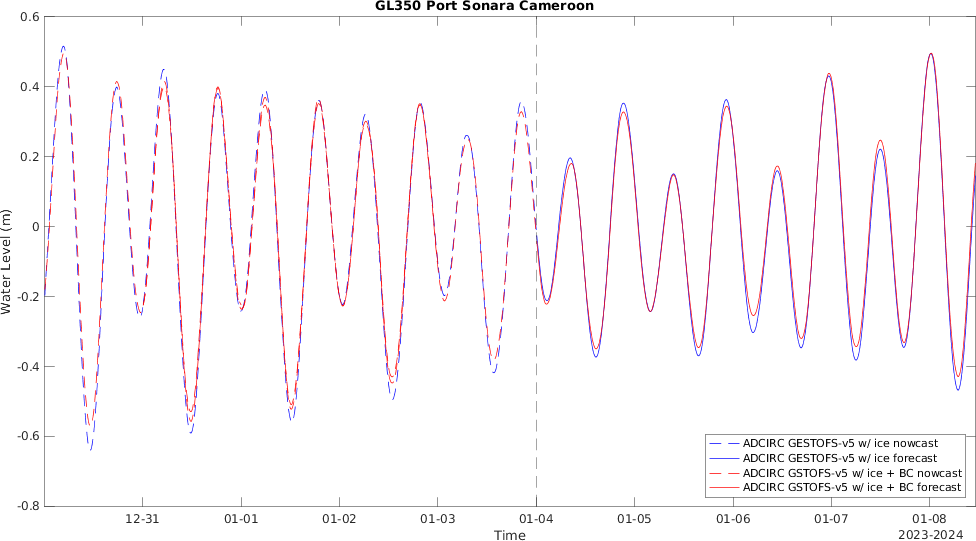 GL350 Port Sonara Cameroon
0.6
0.4
0.2
0
-0.2
-0.4
-0.6
-0.8
Water Level (m)
12-31
01-01
01-02
01-03
01-04
01-05
01-06
01-07
01-08
Time
2023-2024
ADCIRC GESTOFS-v5 w/ ice nowcast
ADCIRC GESTOFS-v5 w/ ice forecast
ADCIRC GSTOFS-v5 w/ ice + BC nowcast
ADCIRC GSTOFS-v5 w/ ice + BC forecast